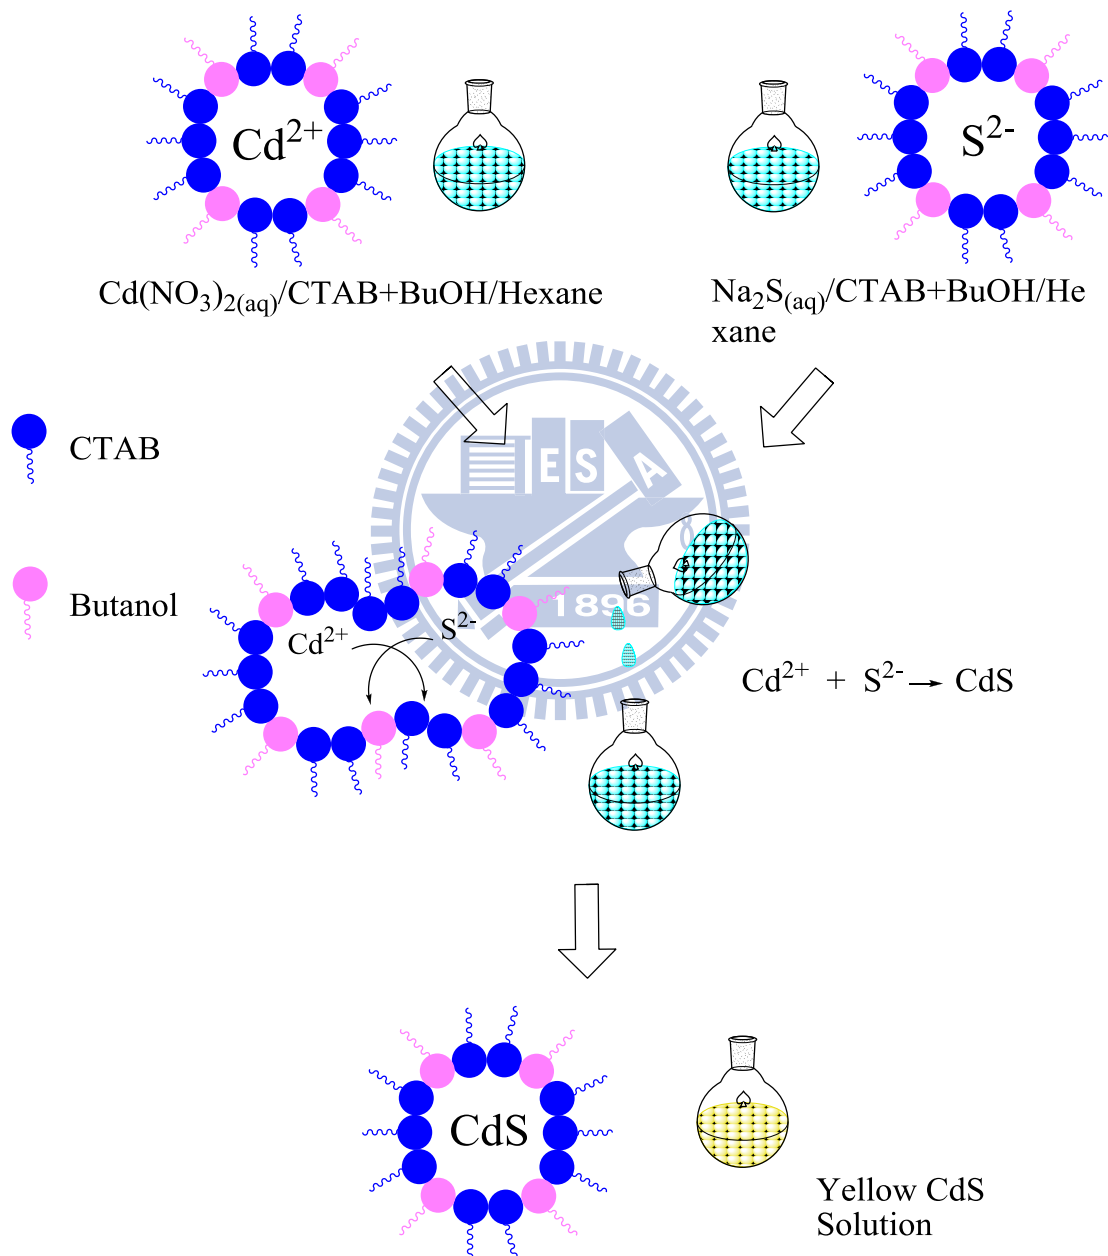 Cd²⁺
S²⁻
Cd(NO₃)₂₍aq₎/CTAB+BuOH/Hexane
Na₂S₍aq₎/CTAB+BuOH/He
xane
CTAB
E S A
Butanol
1896
Cd²⁺
S²⁻
Cd²⁺ + S²⁻ → CdS
CdS
Yellow CdS
Solution